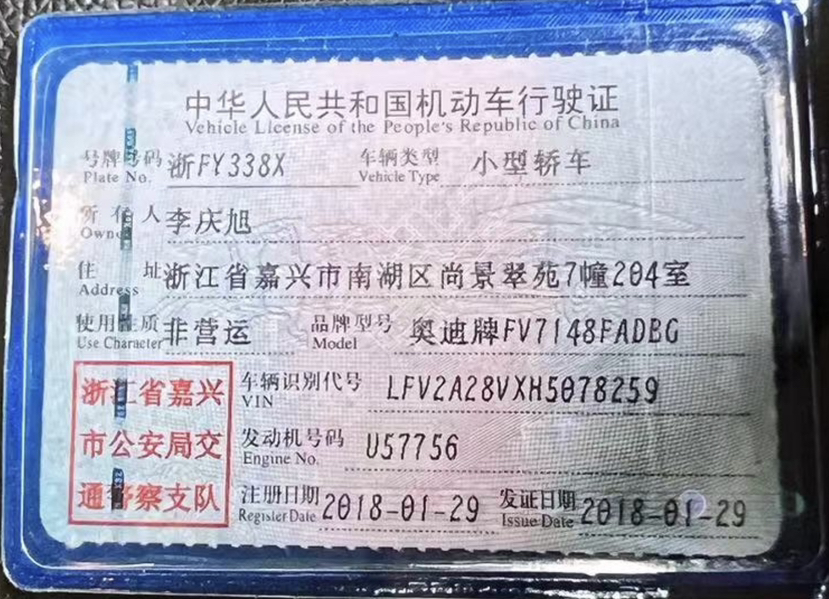 中华人民共和国机动车行驶证
Vehicle License of the People's Republic of China
号牌号码 浙FY338X 车辆类型 小型轿车
Plate No. Vehicle Type
所有人 李庆旭
Owner
住址 浙江省嘉兴市南湖区尚景翠苑7幢204室
Address
使用性质 非营运 品牌型号 奥迪牌FV7148FADBG
Use Character Model
浙江省嘉兴 车辆识别代号 LFV2A28VXH5078259
VIN
市公安局交 发动机号码 U57756
Engine No.
通警察支队 注册日期 2018-01-29 发证日期 2018-01-29
Register Date Issue Date